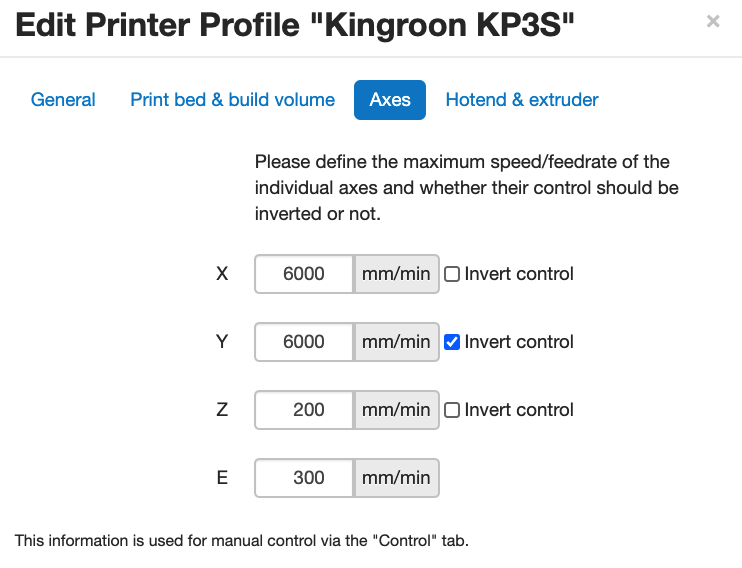 Edit Printer Profile "Kingroon KP3S"
×
General Print bed & build volume Axes Hotend & extruder
Please define the maximum speed/feedrate of the
individual axes and whether their control should be
inverted or not.
X 6000 mm/min Invert control
Y 6000 mm/min Invert control
Z 200 mm/min Invert control
E 300 mm/min
This information is used for manual control via the "Control" tab.